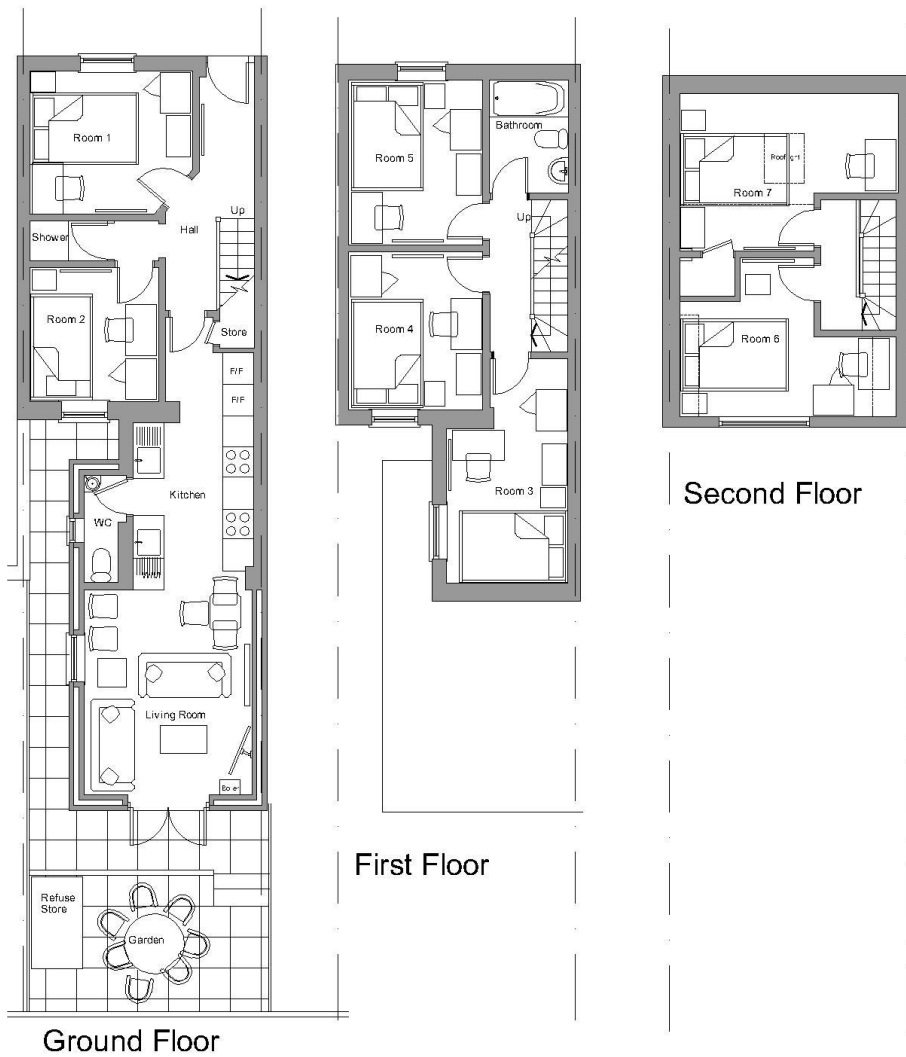 Room 1
Up
Hall
Shower
Room 2
Store
F/F
F/F
Kitchen
WC
Living Room
Refuse
Store
Garden
Ground Floor
Bathroom
Room 5
Up
Room 4
Room 3
First Floor
Room 7
Room 6
Second Floor